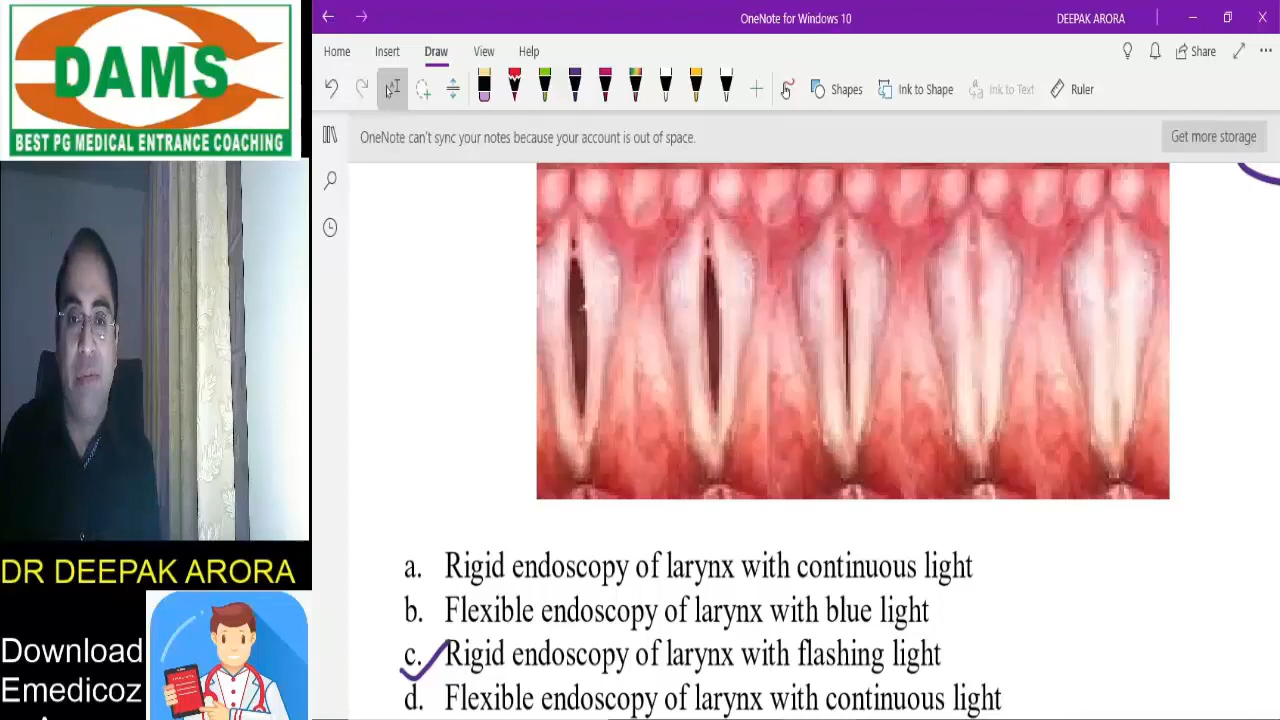 DAMS
BEST PG MEDICAL ENTRANCE COACHING
OneNote for Windows 10
DEEPAK ARORA
Home Insert Draw View Help
Share
Shapes Ink to Shape Ink to Text Ruler
OneNote can't sync your notes because your account is out of space.
Get more storage
a. Rigid endoscopy of larynx with continuous light
b. Flexible endoscopy of larynx with blue light
c. Rigid endoscopy of larynx with flashing light
d. Flexible endoscopy of larynx with continuous light
DR DEEPAK ARORA
Download
Emedicoz